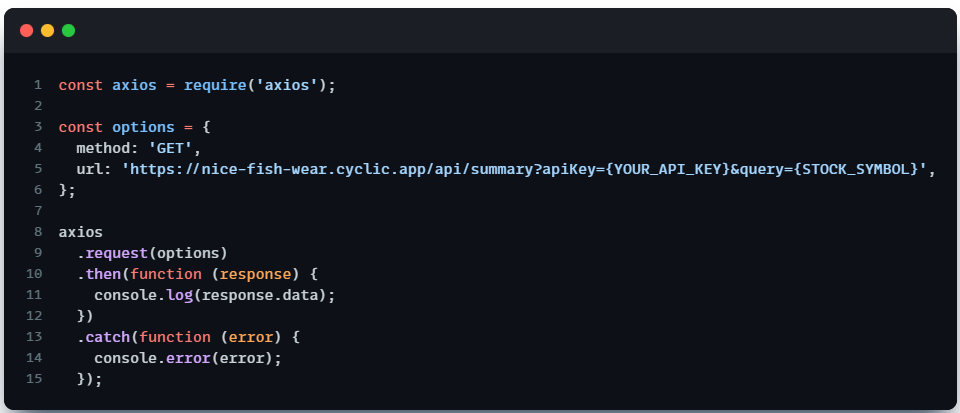 1 const axios = require('axios');
2
3 const options = {
4   method: 'GET',
5   url: 'https://nice-fish-wear.cyclic.app/api/summary?apiKey={YOUR_API_KEY}&query={STOCK_SYMBOL}',
6 };
7
8 axios
9   .request(options)
10   .then(function (response) {
11     console.log(response.data);
12   })
13   .catch(function (error) {
14     console.error(error);
15   });